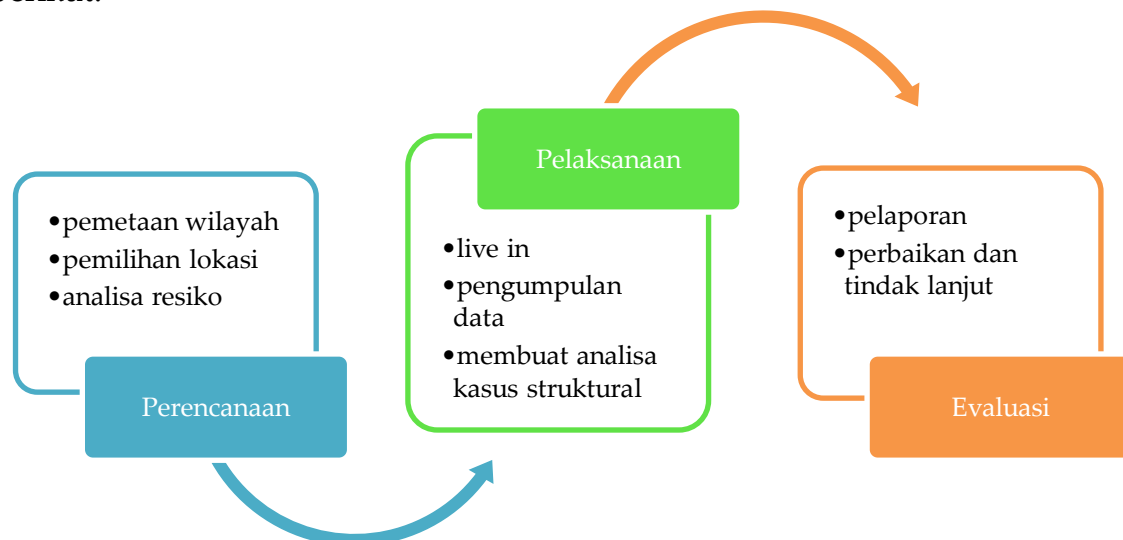 Perencanaan
•pemetaan wilayah
•pemilihan lokasi
•analisa resiko
Pelaksanaan
•live in
•pengumpulan
data
•membuat analisa
kasus struktural
Evaluasi
•pelaporan
•perbaikan dan
tindak lanjut